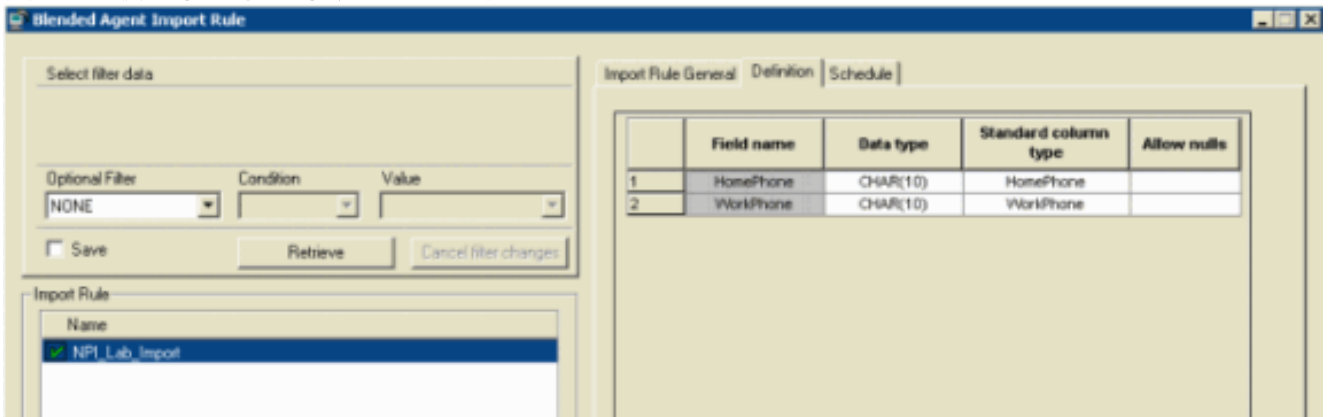 Blended Agent Import Rule
Select filter data
Import Rule General Definition Schedule
Field name Data type Standard column type Allow nulls
Optional Filter Condition Value
1 HomePhone CHAR(10) HomePhone
NONE
2 WorkPhone CHAR(10) WorkPhone
Save Retrieve Cancel filter changes
Import Rule
Name
NPI_Lab_Import